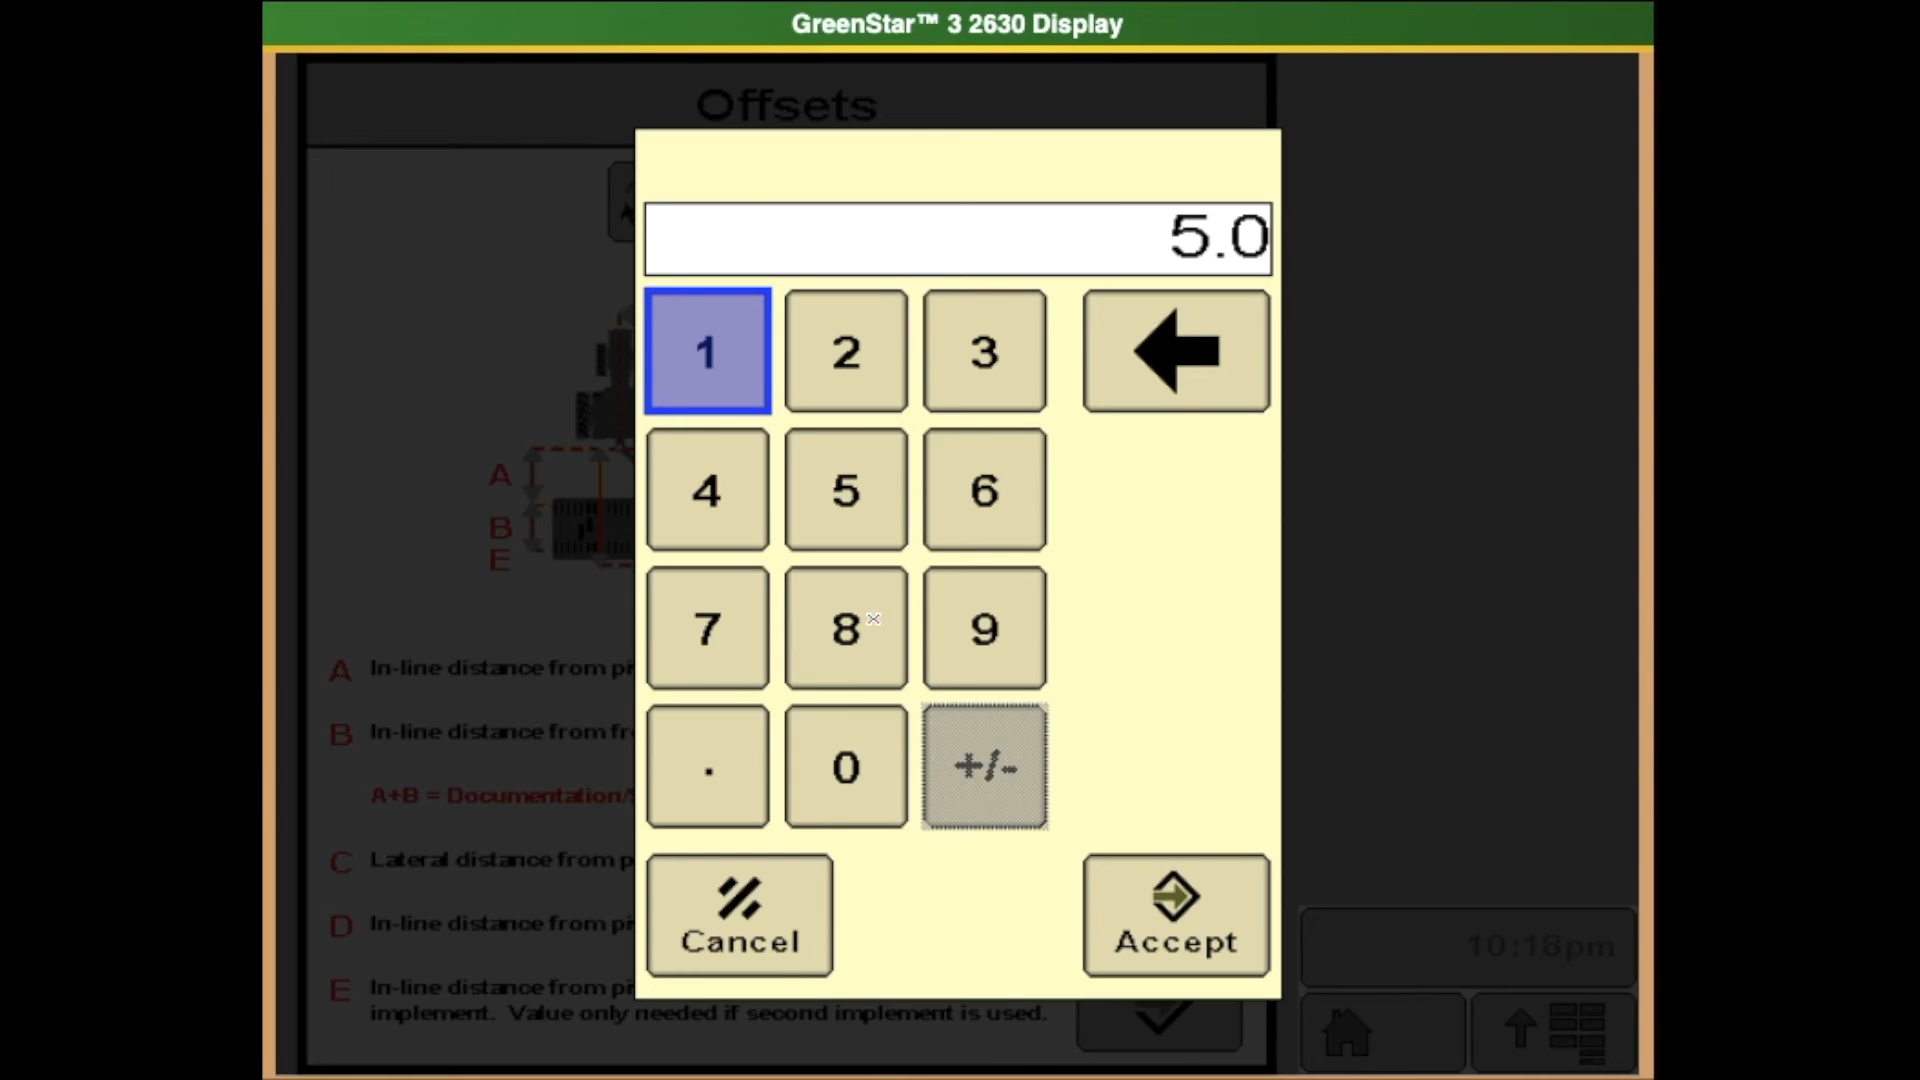 GreenStar™ 3 2630 Display
Offsets
5.0
1 2 3
4 5 6
7 8 9
. 0 +/-
Cancel Accept
A
B
E
A In-line distance from
B In-line distance from
A+B = Documentation/
C Lateral distance from
D In-line distance from
E In-line distance from
implement. Value only needed if second implement is used.
10:18pm